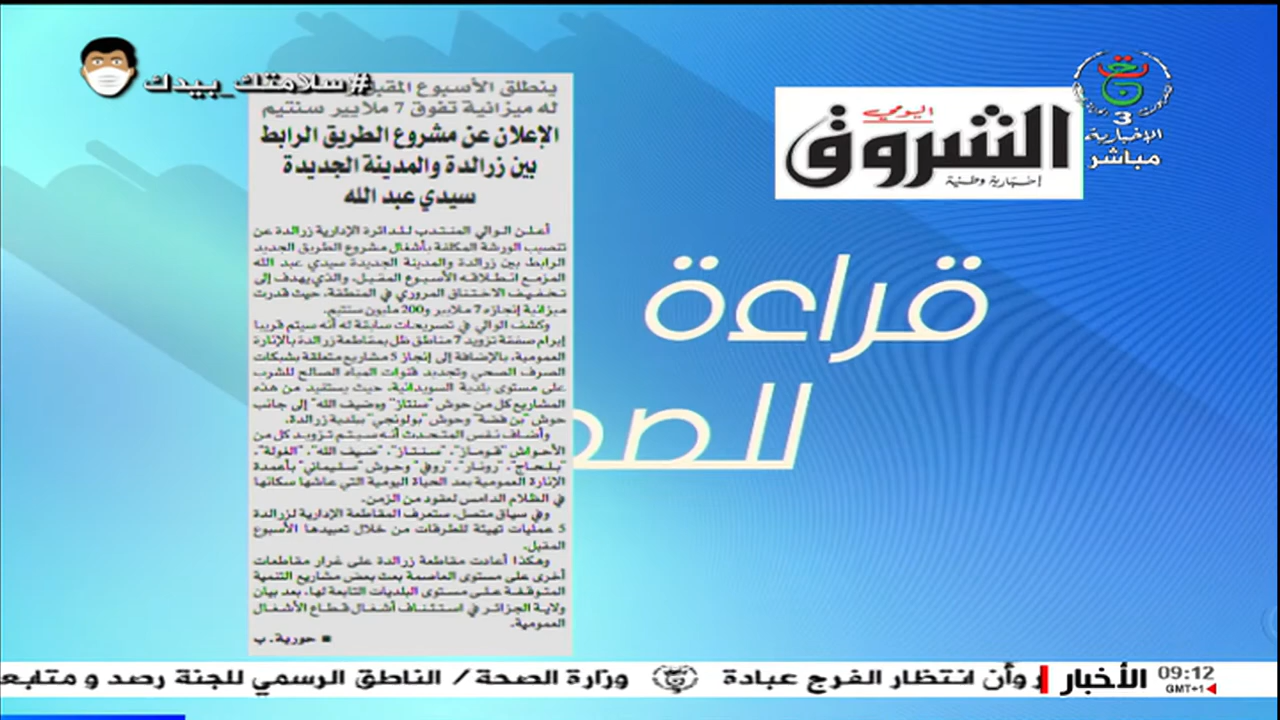 #سلامتك_بيدك
3
الإخبارية
مباشر
الشروق
اليومي
إخبارية وطنية
قراءة
للص
ينطلق الأسبوع المقبل
له ميزانية تفوق 7 ملايير سنتيم
الإعلان عن مشروع الطريق الرابط
بين زرالدة والمدينة الجديدة
سيدي عبد الله
أعلن الوالي المنتدب للدائرة الإدارية زرالدة عن
تنصيب الورشة المكلفة بأشغال مشروع الطريق الجديد
الرابط بين زرالدة والمدينة الجديدة سيدي عبد الله
المزمع انطلاقه الأسبوع المقبل، والذي يهدف إلى
تخفيف الاختناق المروري في المنطقة، حيث قدرت
ميزانية إنجازه 7 ملايير و200 مليون سنتيم.
وكشف الوالي في تصريحات سابقة له أنه سيتم قريبا
إبرام صفقة تزويد 7 مناطق ظل بمقاطعة زرالدة بالإنارة
العمومية، بالإضافة إلى إنجاز 5 مشاريع متعلقة بشبكات
الصرف الصحي وتجديد قنوات المياه الصالح للشرب
على مستوى بلدية السويدانية، حيث يستفيد من هذه
المشاريع كل من حوش "سنتاز" و"ضيف الله" إلى جانب
حوش "بن فضة" وحوش "بولونجي" ببلدية زرالدة.
وأضاف نفس المتحدث أنه سيتم تزويد كل من
الأحواش "قوماز"، "سنتاز"، "ضيف الله"، "الغولة"،
"بلحاج"، "رونار"، "روفي" وحوش "سليماني" بأعمدة
الإنارة العمومية بعد الحياة اليومية التي عاشها سكانها
في الظلام الدامس لعقود من الزمن.
وفي سياق متصل، ستعرف المقاطعة الإدارية لزرالدة
5 عمليات تهيئة للطرقات من خلال تعبيدها الأسبوع
المقبل.
وهكذا أعادت مقاطعة زرالدة على غرار مقاطعات
أخرى على مستوى العاصمة بعث بعض مشاريع التنمية
المتوقفة على مستوى البلديات التابعة لها، بعد بيان
ولاية الجزائر في استئناف أشغال قطاع الأشغال
العمومية.
■ حورية. ب
09:12
GMT+1
الأخبار
وأن انتظار الفرج عبادة
وزارة الصحة / الناطق الرسمي للجنة رصد و متابع